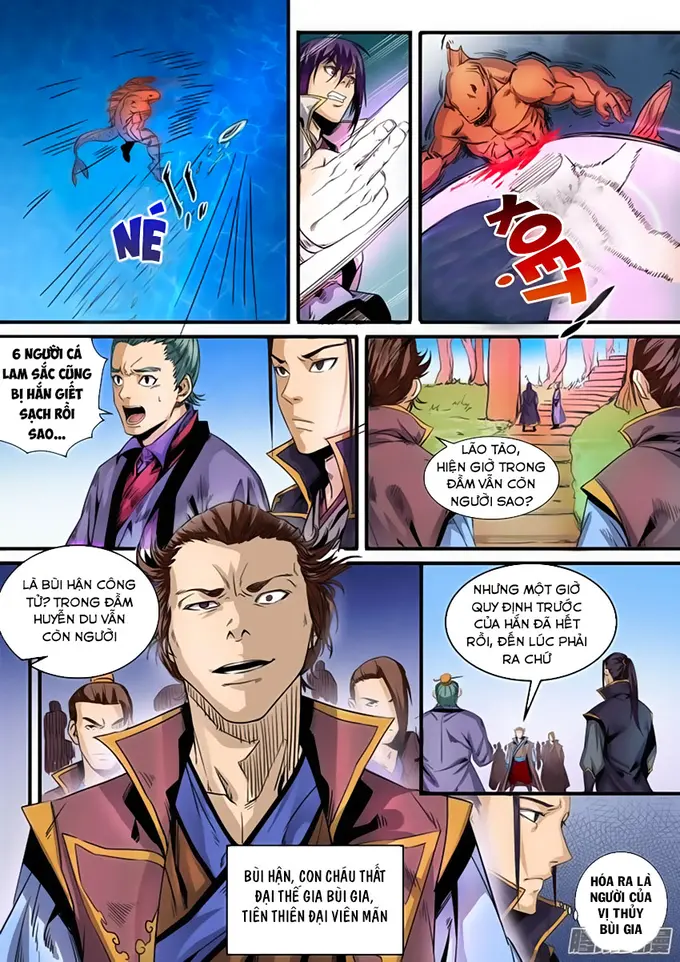 NÉ
XOẸT
6 NGƯỜI CÁ
LAM SẮC CŨNG
BỊ HẮN GIẾT
SẠCH RỒI
SAO...
LÃO TẢO,
HIỆN GIỜ TRONG
ĐẦM VẪN CÒN
NGƯỜI SAO?
LÀ BÙI HẬN CÔNG
TỬ? TRONG ĐẦM
HUYỄN DU VẪN
CÒN NGƯỜI
NHƯNG MỘT GIỜ
QUY ĐỊNH TRƯỚC
CỦA HẮN ĐÃ HẾT
RỒI, ĐẾN LÚC PHẢI
RA CHỨ
BÙI HẬN, CON CHÁU THẤT
ĐẠI THẾ GIA BÙI GIA,
TIÊN THIÊN ĐẠI VIÊN MÃN
HÓA RA LÀ
NGƯỜI CỦA
VỊ THỦY
BÙI GIA